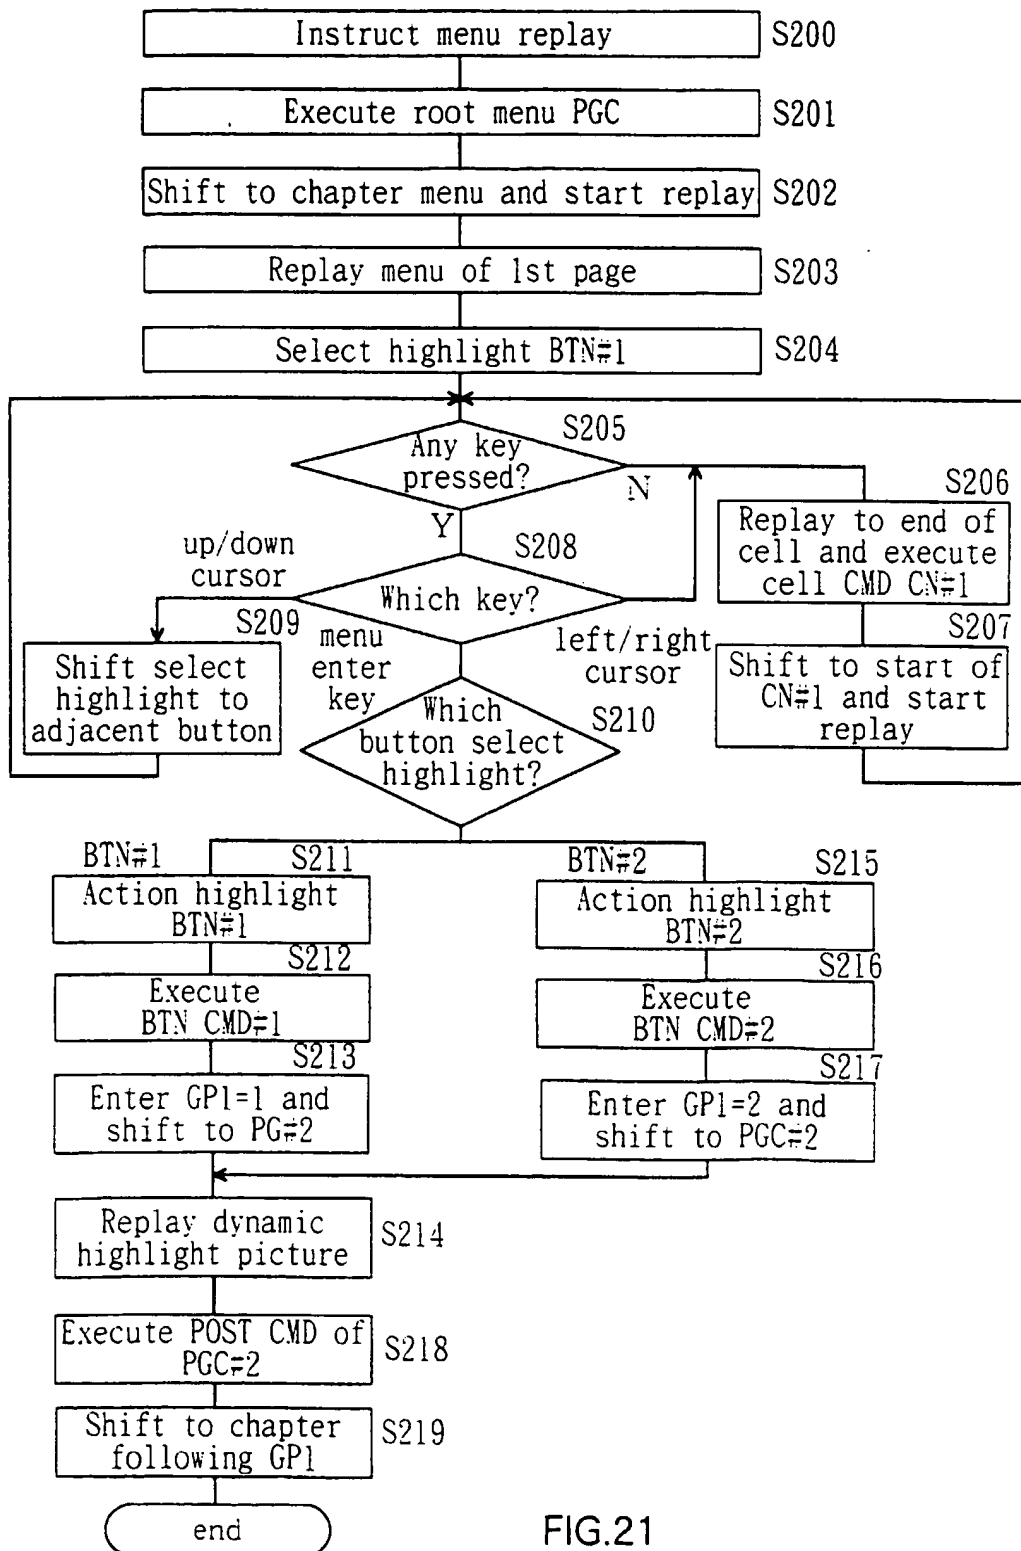 Instruct menu replay
S200
Execute root menu PGC
S201
Shift to chapter menu and start replay
S202
Replay menu of 1st page
S203
Select highlight BTN#1
S204
S205
Any key
pressed?
N
Y
S206
Replay to end of
cell and execute
cell CMD CN#1
S207
Shift to start of
CN#1 and start
replay
S208
Which key?
up/down
cursor
S209
Shift select
highlight to
adjacent button
menu
enter
key
left/right
cursor
S210
Which
button select
highlight?
BTN#1
S211
Action highlight
BTN#1
S212
Execute
BTN CMD#1
S213
Enter GP1=1 and
shift to PG#2
BTN#2
S215
Action highlight
BTN#2
S216
Execute
BTN CMD#2
S217
Enter GP1=2 and
shift to PGC#2
Replay dynamic
highlight picture
S214
Execute POST CMD of
PGC#2
S218
Shift to chapter
following GP1
S219
end
FIG.21